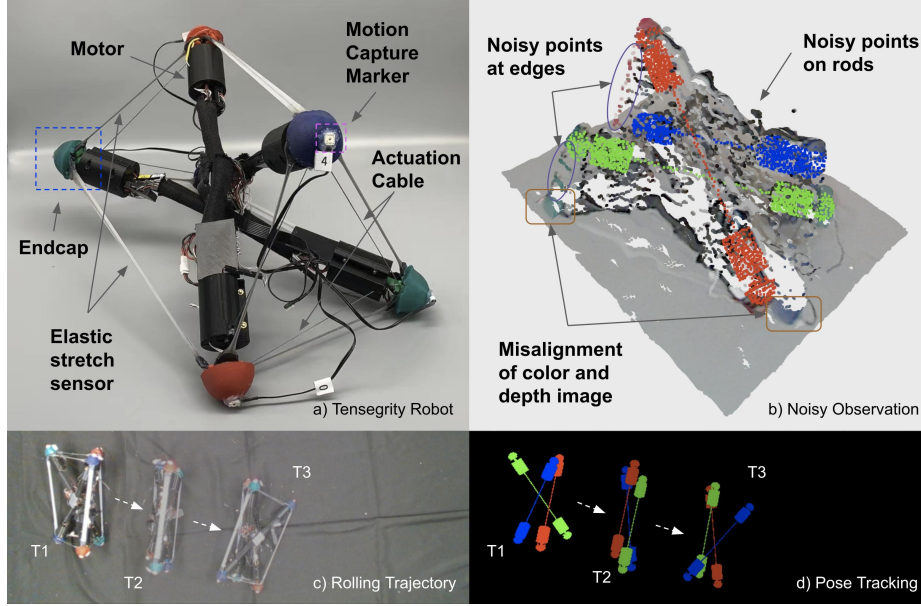 Motor
Motion
Capture
Marker
4
Actuation
Cable
Endcap
Elastic
stretch
sensor
0
a) Tensegrity Robot
Noisy points
at edges
Noisy points
on rods
Misalignment
of color and
depth image
b) Noisy Observation
T1
T2
T3
c) Rolling Trajectory
T1
T2
T3
d) Pose Tracking